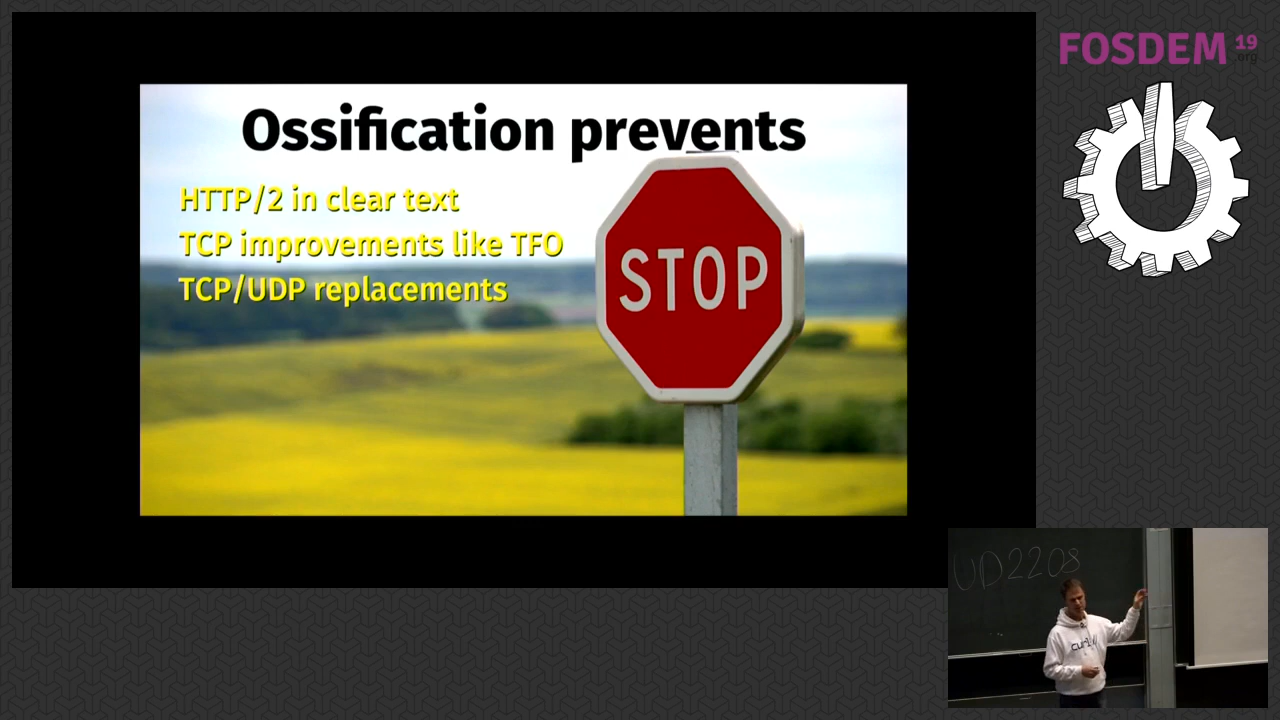 Ossification prevents
HTTP/2 in clear text
TCP improvements like TFO
TCP/UDP replacements
STOP
FOSDEM 19
.org
UD2208
curl://